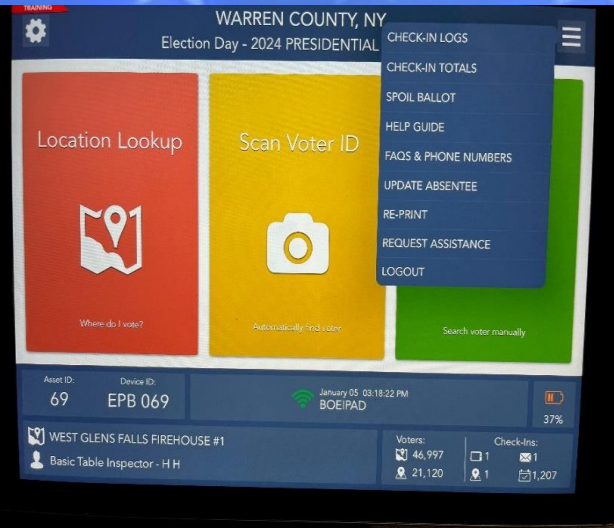 TRAINING
WARREN COUNTY, NY
Election Day - 2024 PRESIDENTIAL
CHECK-IN LOGS
CHECK-IN TOTALS
SPOIL BALLOT
HELP GUIDE
FAQS & PHONE NUMBERS
UPDATE ABSENTEE
RE-PRINT
REQUEST ASSISTANCE
LOGOUT
Location Lookup
Where do I vote?
Scan Voter ID
Automatically find voter
Search voter manually
Asset ID:
69
Device ID:
EPB 069
January 05 03:18:22 PM
BOEIPAD
37%
WEST GLENS FALLS FIREHOUSE #1
Basic Table Inspector - H H
Voters:
46,997
21,120
Check-Ins:
1
1
1
1,207